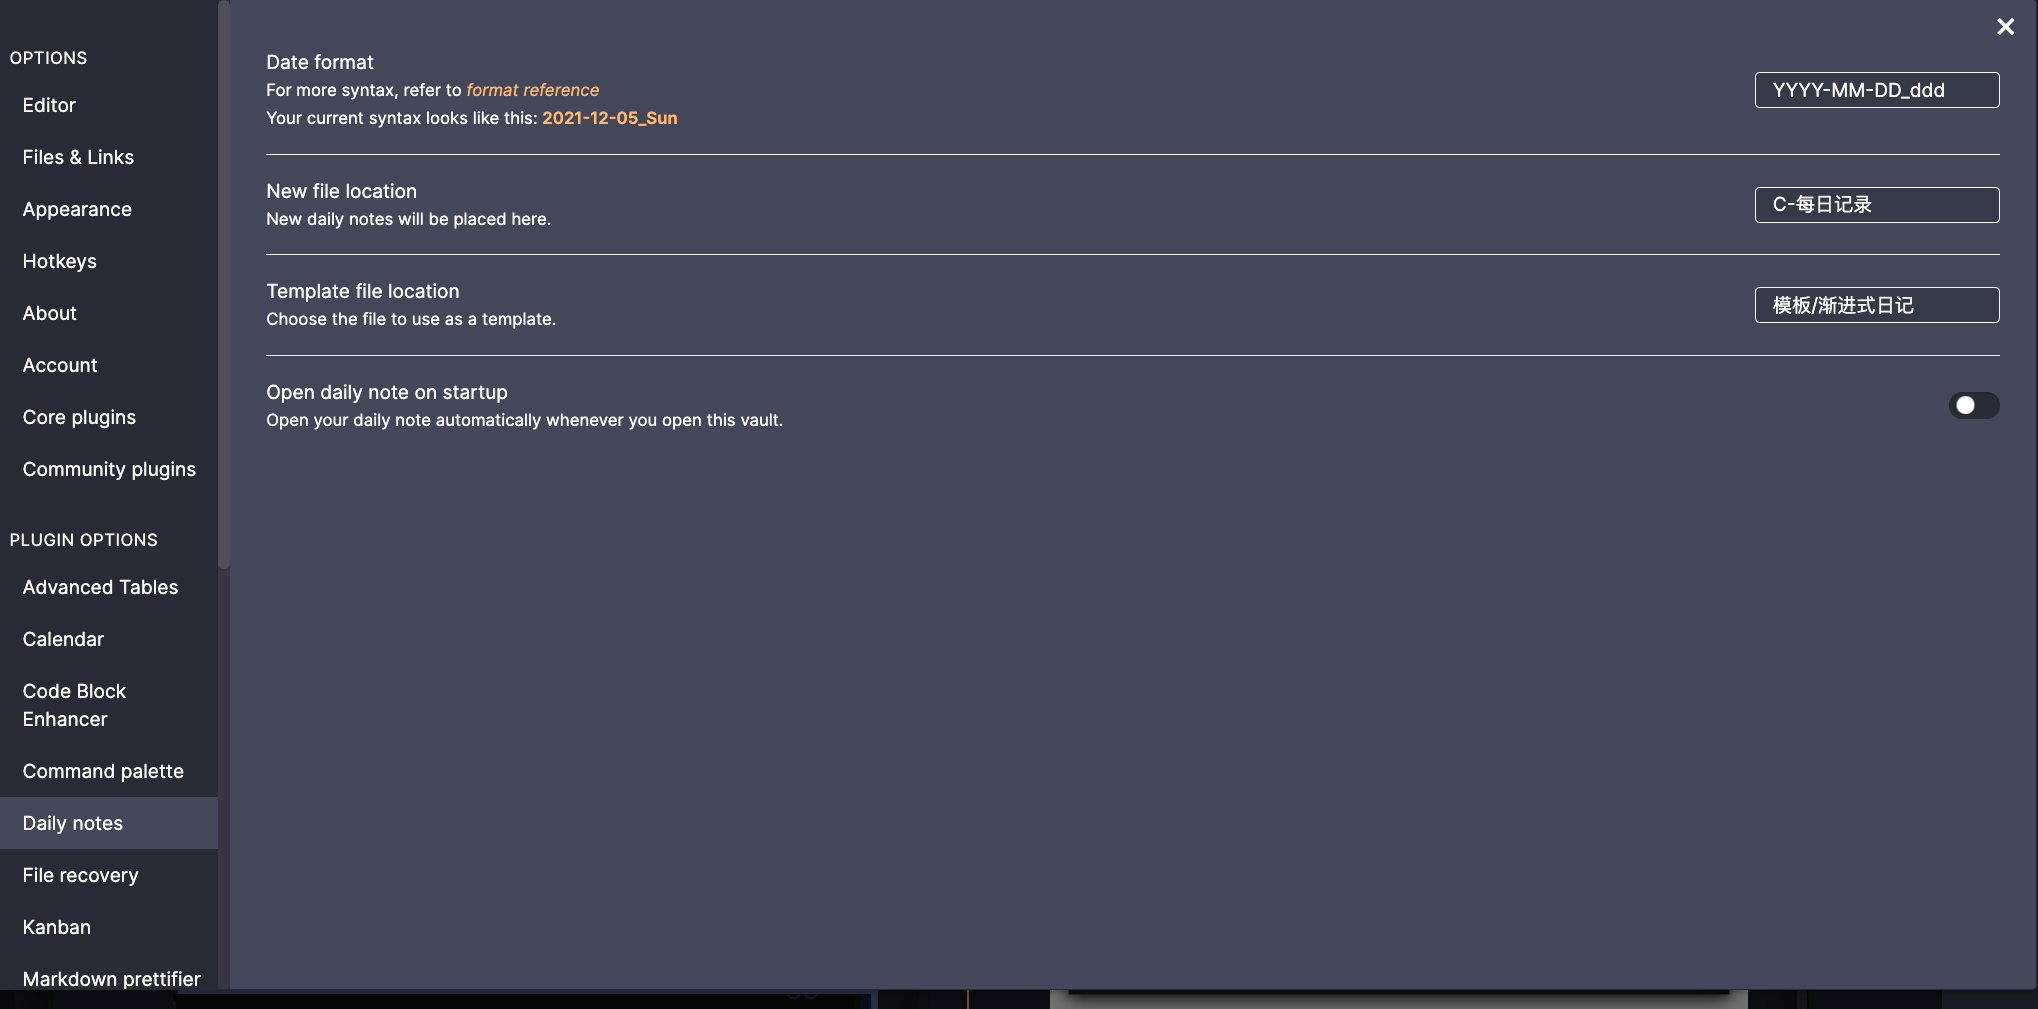 OPTIONS
Editor
Files & Links
Appearance
Hotkeys
About
Account
Core plugins
Community plugins
PLUGIN OPTIONS
Advanced Tables
Calendar
Code Block
Enhancer
Command palette
Daily notes
File recovery
Kanban
Markdown prettifier
Date format
For more syntax, refer to format reference
Your current syntax looks like this: 2021-12-05_Sun
YYYY-MM-DD_ddd
New file location
New daily notes will be placed here.
C-每日记录
Template file location
Choose the file to use as a template.
模板/渐进式日记
Open daily note on startup
Open your daily note automatically whenever you open this vault.